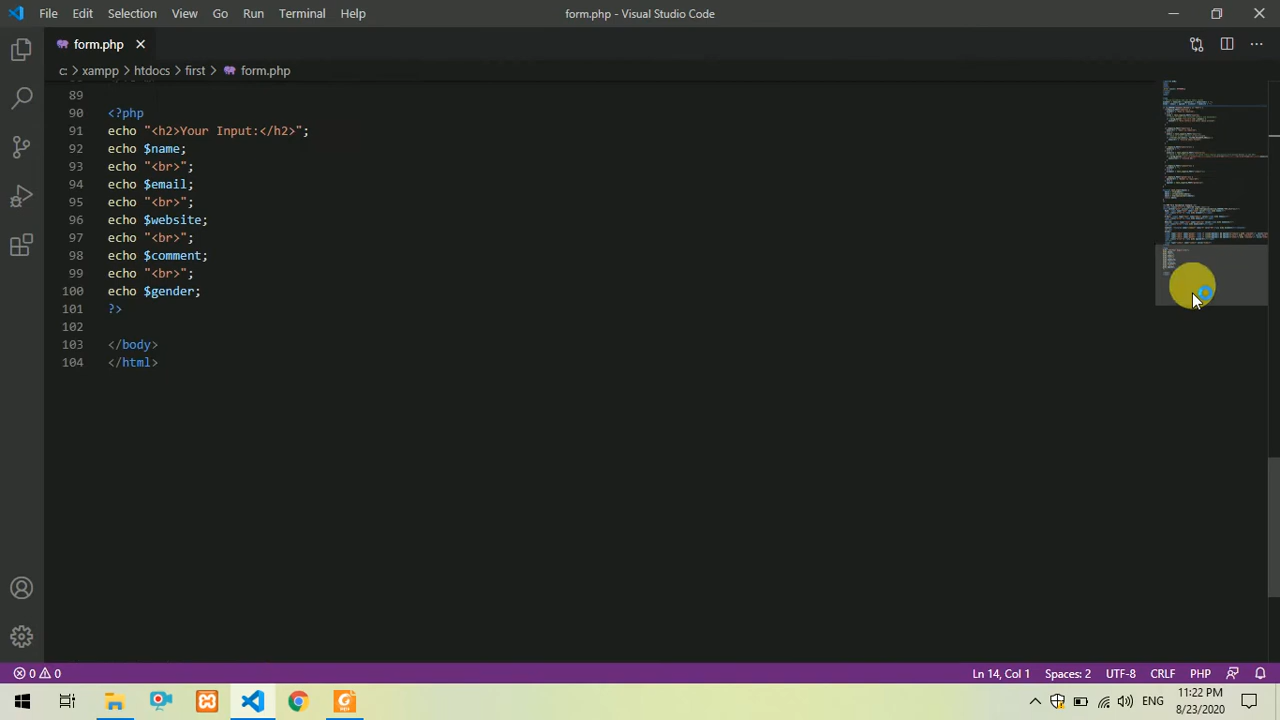 File Edit Selection View Go Run Terminal Help
form.php - Visual Studio Code
form.php
c: > xampp > htdocs > first > form.php
89
90 <?php
91 echo "<h2>Your Input:</h2>";
92 echo $name;
93 echo "<br>";
94 echo $email;
95 echo "<br>";
96 echo $website;
97 echo "<br>";
98 echo $comment;
99 echo "<br>";
100 echo $gender;
101 ?>
102
103 </body>
104 </html>
0 0
Ln 14, Col 1 Spaces: 2 UTF-8 CRLF PHP
ENG
11:22 PM
8/23/2020